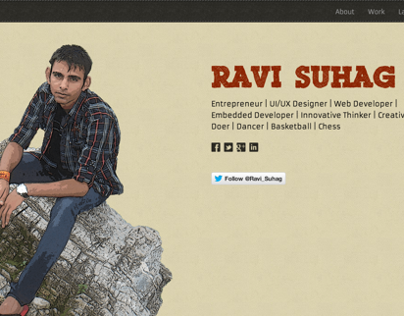 About Work
RAVI SUHAG
Entrepreneur | UI/UX Designer | Web Developer |
Embedded Developer | Innovative Thinker | Creativ
Doer | Dancer | Basketball | Chess
Follow @Ravi_Suhag